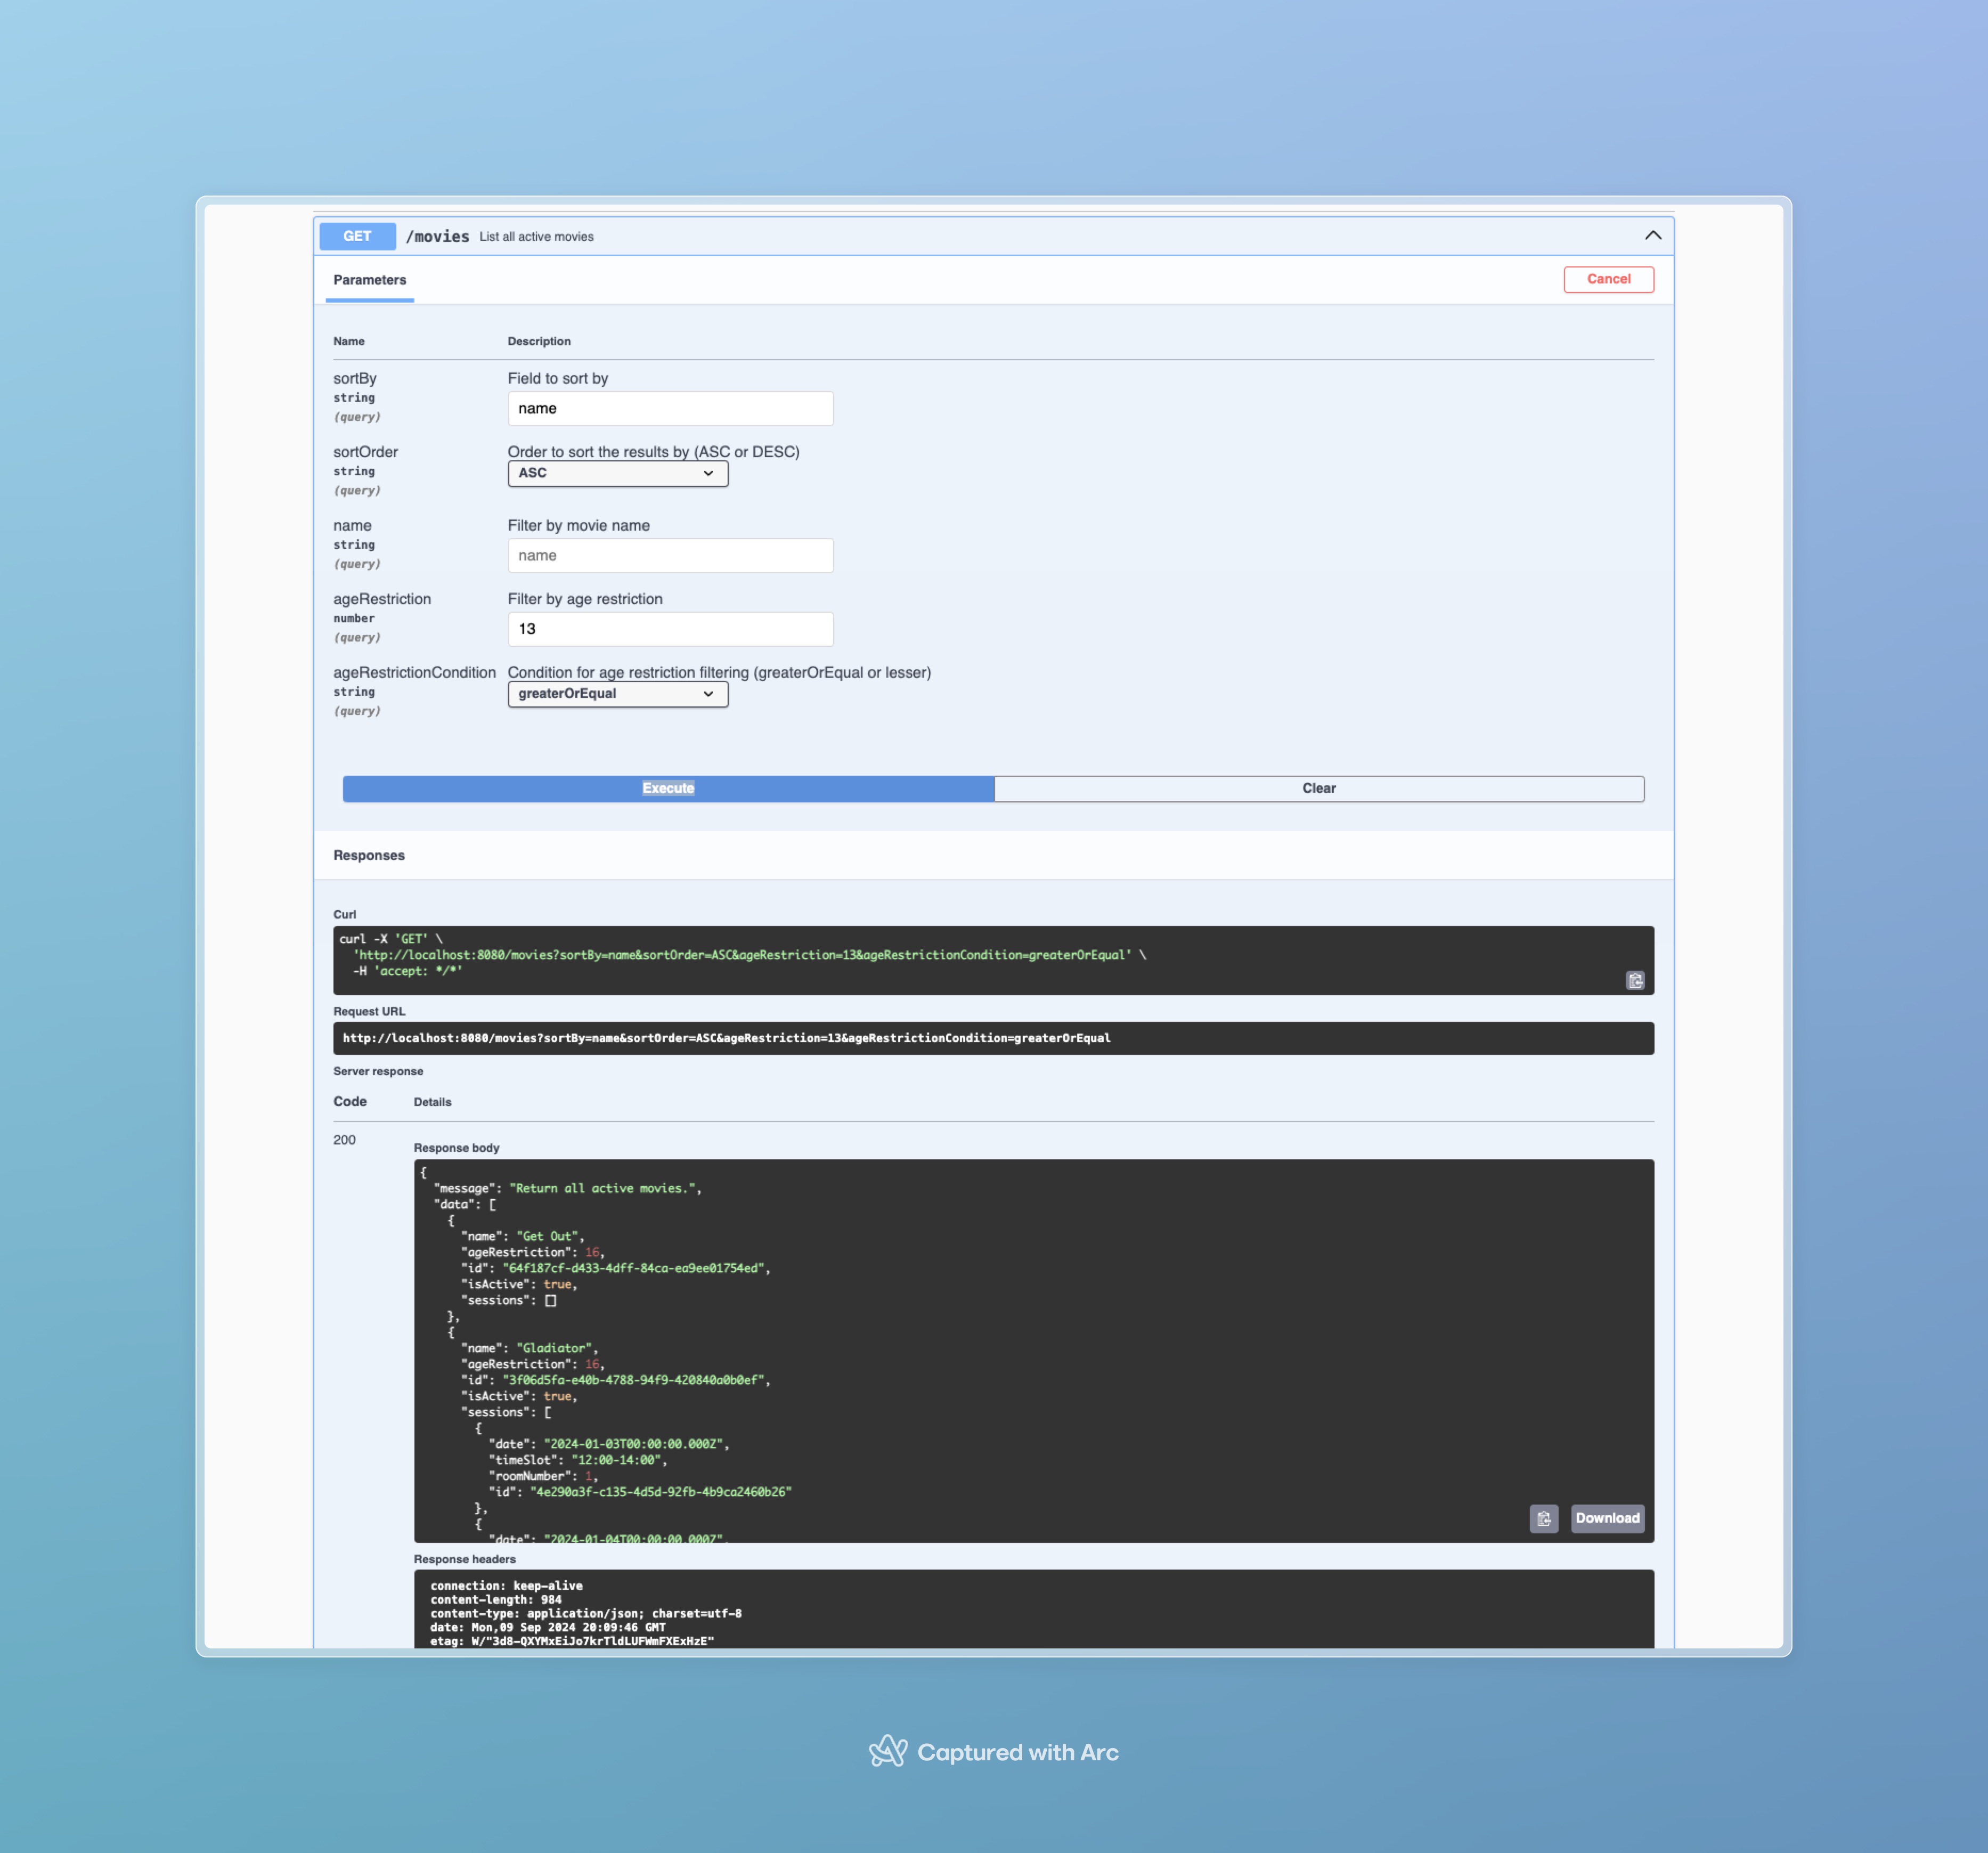 GET /movies List all active movies
Parameters
Cancel
Name Description
sortBy Field to sort by
string
(query)
name
sortOrder Order to sort the results by (ASC or DESC)
string
(query)
ASC
name Filter by movie name
string
(query)
name
ageRestriction Filter by age restriction
number
(query)
13
ageRestrictionCondition Condition for age restriction filtering (greaterOrEqual or lesser)
string
(query)
greaterOrEqual
Execute Clear
Responses
Curl
curl -X 'GET' \
'http://localhost:8080/movies?sortBy=name&sortOrder=ASC&ageRestriction=13&ageRestrictionCondition=greaterOrEqual' \
-H 'accept: */*'
Request URL
http://localhost:8080/movies?sortBy=name&sortOrder=ASC&ageRestriction=13&ageRestrictionCondition=greaterOrEqual
Server response
Code Details
200
Response body
{
"message": "Return all active movies.",
"data": [
{
"name": "Get Out",
"ageRestriction": 16,
"id": "64f187cf-d433-4dff-84ca-ea9ee01754ed",
"isActive": true,
"sessions": []
},
{
"name": "Gladiator",
"ageRestriction": 16,
"id": "3f06d5fa-e40b-4788-94f9-420840a0b0ef",
"isActive": true,
"sessions": [
{
"date": "2024-01-03T00:00:00.000Z",
"timeSlot": "12:00-14:00",
"roomNumber": 1,
"id": "4e290a3f-c135-4d5d-92fb-4b9ca2460b26"
},
{
"date": "2024-01-04T00:00:00.000Z",
Download
Response headers
connection: keep-alive
content-length: 984
content-type: application/json; charset=utf-8
date: Mon,09 Sep 2024 20:09:46 GMT
etag: W/"3d8-QXYMxEiJo7krTldLUFWmFXExHzE"
Captured with Arc